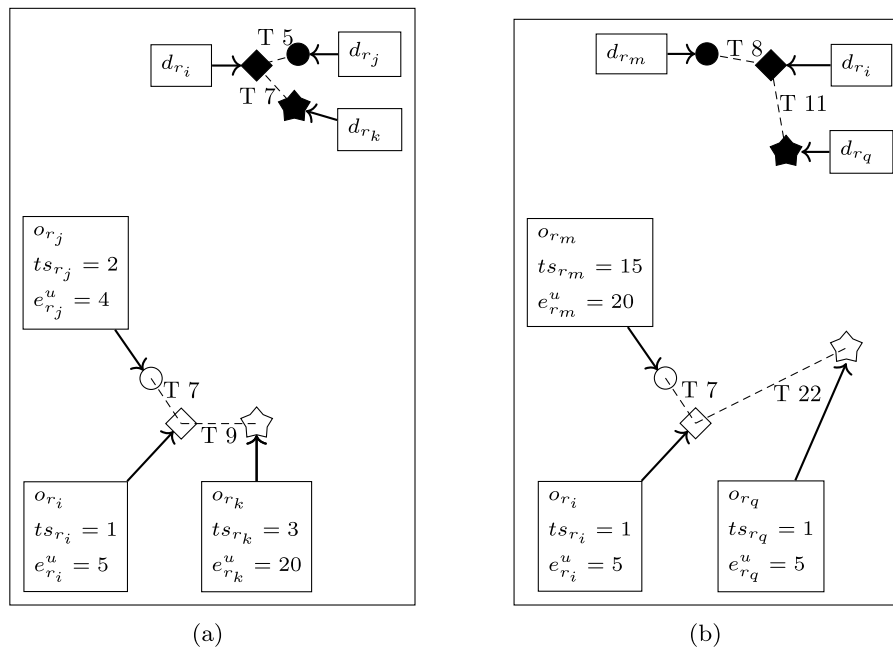 T 5
d_{r_i}
d_{r_j}
T 7
d_{r_k}
o_{r_j}
ts_{r_j} = 2
e^u_{r_j} = 4
T 7
T 9
o_{r_i}
ts_{r_i} = 1
e^u_{r_i} = 5
o_{r_k}
ts_{r_k} = 3
e^u_{r_k} = 20
(a)
d_{r_m}
T 8
d_{r_i}
T 11
d_{r_q}
o_{r_m}
ts_{r_m} = 15
e^u_{r_m} = 20
T 7
T 22
o_{r_i}
ts_{r_i} = 1
e^u_{r_i} = 5
o_{r_q}
ts_{r_q} = 1
e^u_{r_q} = 5
(b)